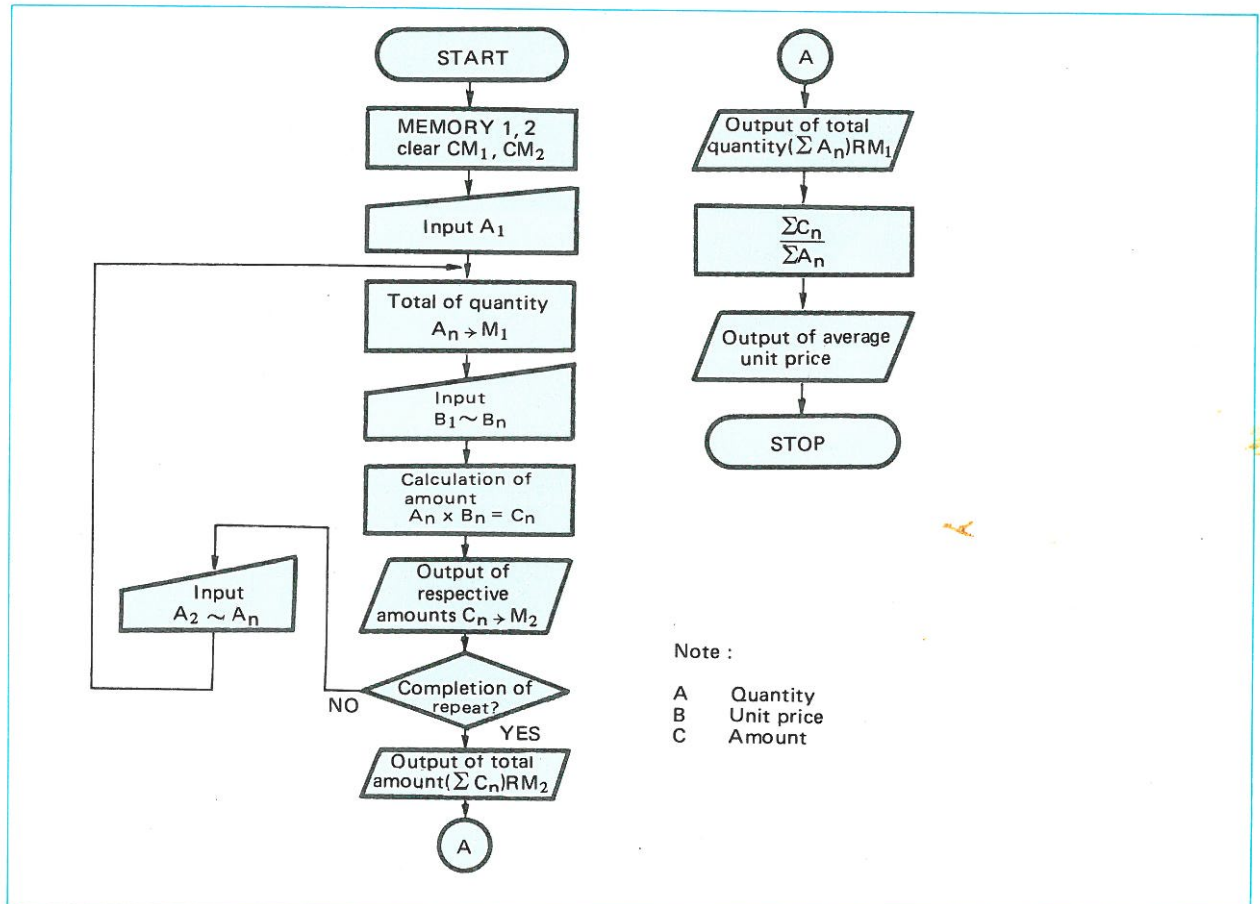 START
MEMORY 1, 2
clear CM₁, CM₂
Input A₁
Total of quantity
Aₙ → M₁
Input
B₁ ~ Bₙ
Calculation of
amount
Aₙ x Bₙ = Cₙ
Output of
respective
amounts Cₙ → M₂
Input
A₂ ~ Aₙ
Completion of
repeat?
NO
YES
Output of total
amount(Σ Cₙ)RM₂
A
A
Output of total
quantity(Σ Aₙ)RM₁
ΣCₙ
ΣAₙ
Output of average
unit price
STOP
Note :
A Quantity
B Unit price
C Amount